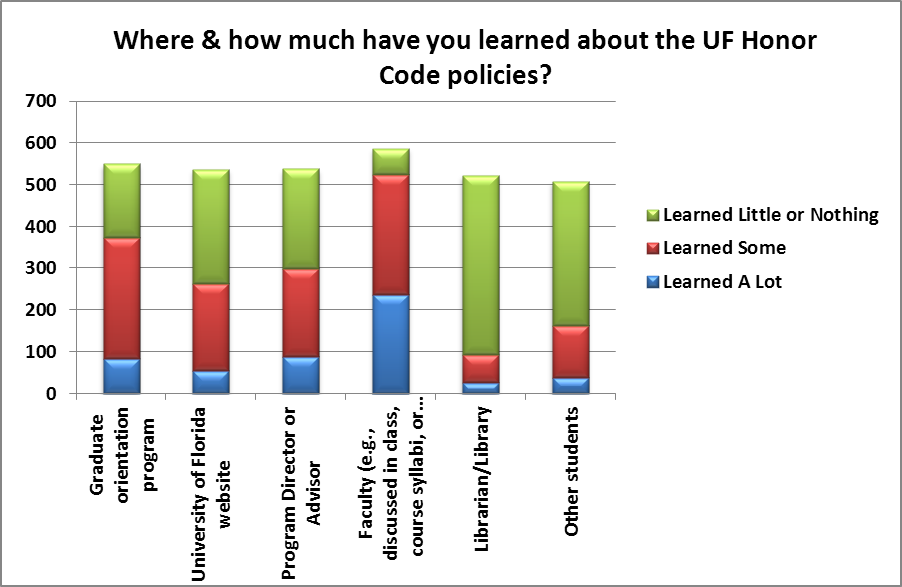 Where & how much have you learned about the UF Honor
Code policies?
700
600
500
400
300
200
100
0
Learned Little or Nothing
Learned Some
Learned A Lot
Graduate
orientation
program
University of Florida
website
Program Director or
Advisor
Faculty (e.g.,
discussed in class,
course syllabi, or...
Librarian/Library
Other students